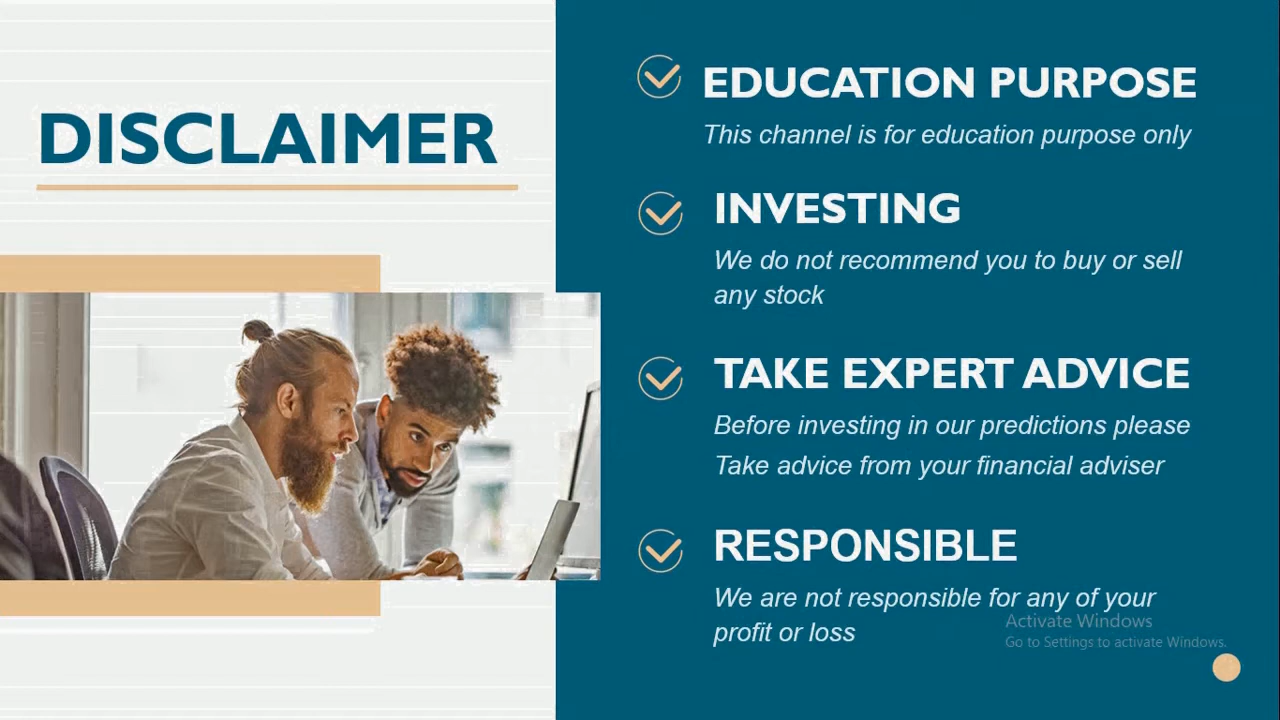 DISCLAIMER
EDUCATION PURPOSE
This channel is for education purpose only
INVESTING
We do not recommend you to buy or sell
any stock
TAKE EXPERT ADVICE
Before investing in our predictions please
Take advice from your financial adviser
RESPONSIBLE
We are not responsible for any of your
profit or loss
Activate Windows
Go to Settings to activate Windows.